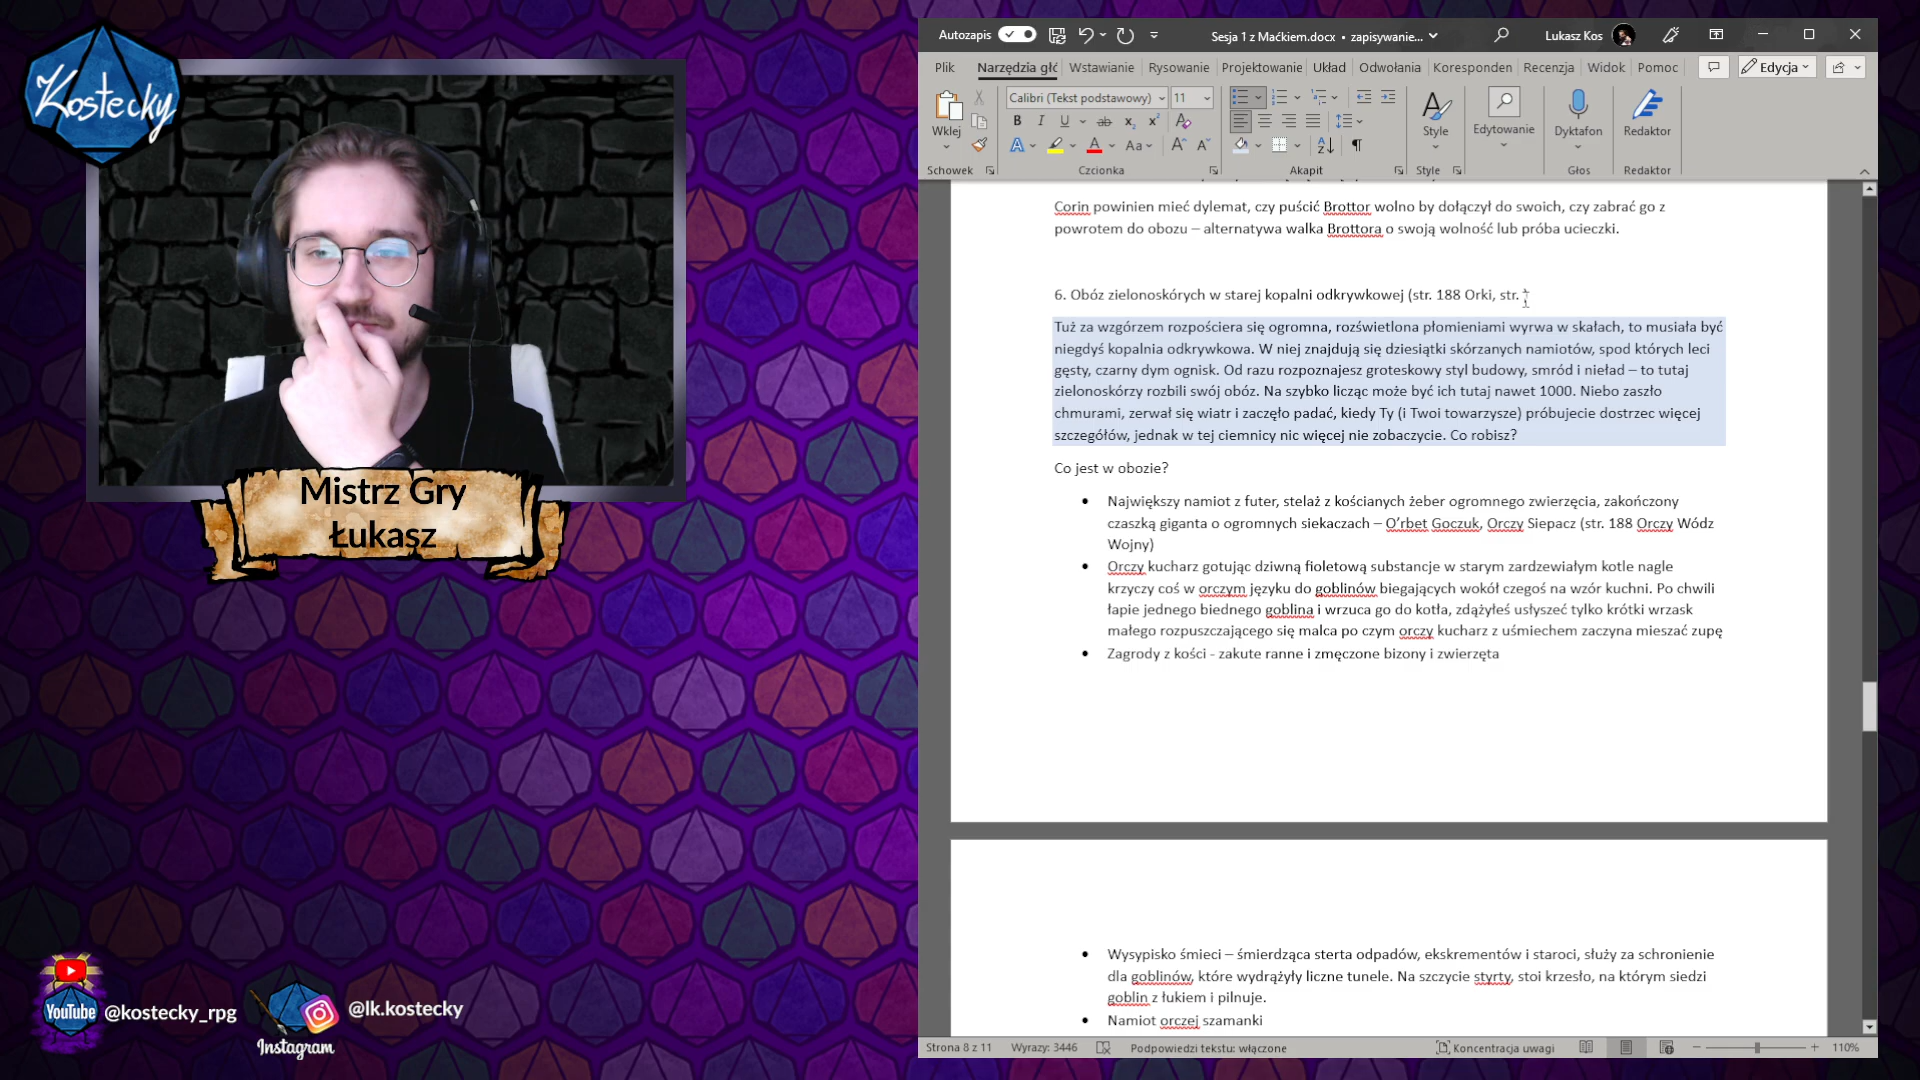 Kostecky
Mistrz Gry
Łukasz
YouTube
@kostecky_rpg
Instagram
@lk.kostecky
Autozapis
Sesja 1 z Maćkiem.docx • zapisywanie...
Lukasz Kos
Plik
Narzędzia głó
Wstawianie
Rysowanie
Projektowanie
Układ
Odwołania
Koresponden
Recenzja
Widok
Pomoc
Edycja
Wklej
Schowek
Calibri (Tekst podstawowy)
11
Czcionka
Akapit
Style
Style
Edytowanie
Dyktafon
Głos
Redaktor
Redaktor
Corin powinien mieć dylemat, czy puścić Brottor wolno by dołączył do swoich, czy zabrać go z
powrotem do obozu – alternatywa walka Brottora o swoją wolność lub próba ucieczki.
6. Obóz zielonoskórych w starej kopalni odkrywkowej (str. 188 Orki, str.
Tuż za wzgórzem rozpościera się ogromna, rozświetlona płomieniami wyrwa w skałach, to musiała być
niegdyś kopalnia odkrywkowa. W niej znajdują się dziesiątki skórzanych namiotów, spod których leci
gęsty, czarny dym ognisk. Od razu rozpoznajesz groteskowy styl budowy, smród i nieład – to tutaj
zielonoskórzy rozbili swój obóz. Na szybko licząc może być ich tutaj nawet 1000. Niebo zaszło
chmurami, zerwał się wiatr i zaczęło padać, kiedy Ty (i Twoi towarzysze) próbujecie dostrzec więcej
szczegółów, jednak w tej ciemnicy nic więcej nie zobaczycie. Co robisz?
Co jest w obozie?
• Największy namiot z futer, stelaż z kościanych żeber ogromnego zwierzęcia, zakończony
czaszką giganta o ogromnych siekaczach – O'rbet Goczuk, Orczy Siepacz (str. 188 Orczy Wódz
Wojny)
• Orczy kucharz gotując dziwną fioletową substancje w starym zardzewiałym kotle nagle
krzyczy coś w orczym języku do goblinów biegających wokół czegoś na wzór kuchni. Po chwili
łapie jednego biednego goblina i wrzuca go do kotła, zdążyłeś usłyszeć tylko krótki wrzask
małego rozpuszczającego się malca po czym orczy kucharz z uśmiechem zaczyna mieszać zupę
• Zagrody z kości - zakute ranne i zmęczone bizony i zwierzęta
• Wysypisko śmieci – śmierdząca sterta odpadów, ekskrementów i staroci, służy za schronienie
dla goblinów, które wydrążyły liczne tunele. Na szczycie styrty, stoi krzesło, na którym siedzi
goblin z łukiem i pilnuje.
• Namiot orczej szamanki
Strona 8 z 11
Wyrazy: 3446
Podpowiedzi tekstu: włączone
Koncentracja uwagi
110%